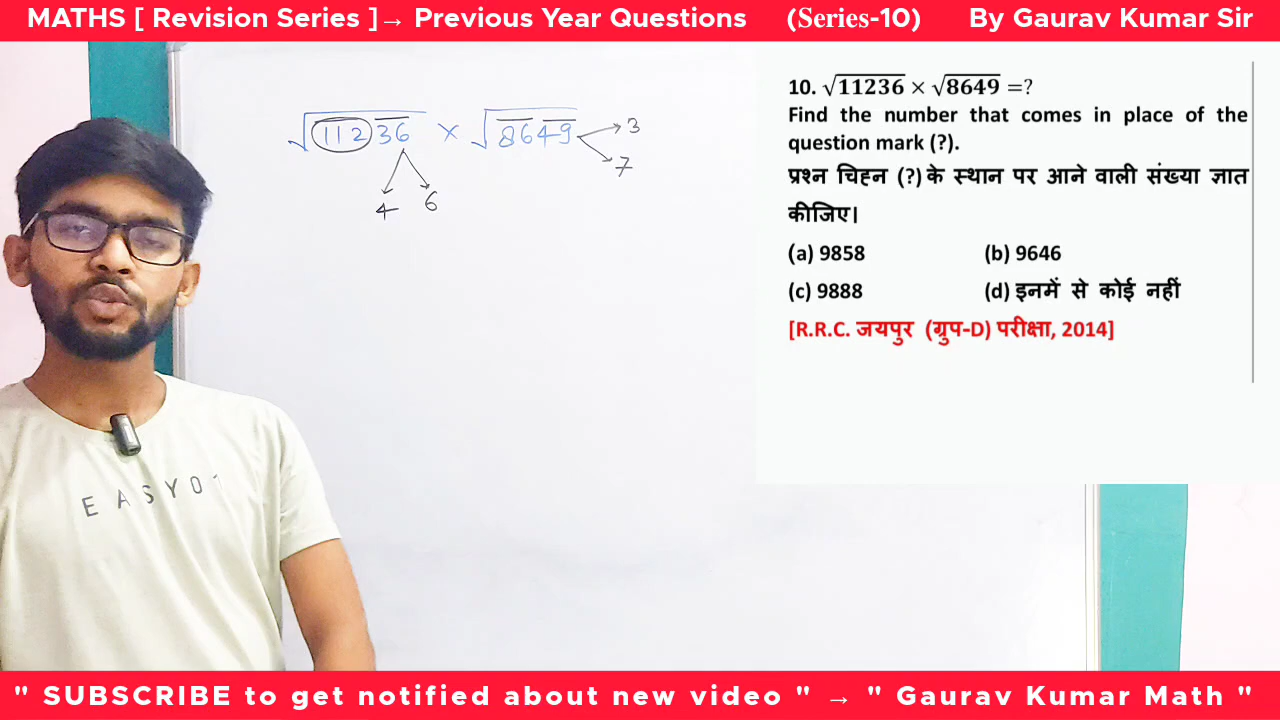 MATHS [ Revision Series ]→ Previous Year Questions (Series-10) By Gaurav Kumar Sir
√11236 × √8649
3
7
4 6
10. √11236 × √8649 =?
Find the number that comes in place of the
question mark (?).
प्रश्न चिह्न (?) के स्थान पर आने वाली संख्या ज्ञात
कीजिए।
(a) 9858 (b) 9646
(c) 9888 (d) इनमें से कोई नहीं
[R.R.C. जयपुर (ग्रुप-D) परीक्षा, 2014]
" SUBSCRIBE to get notified about new video " → " Gaurav Kumar Math "